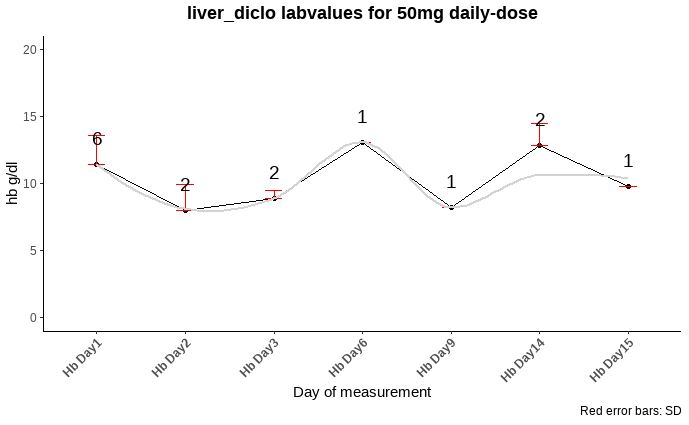 liver_diclo labvalues for 50mg daily-dose
hb g/dl
20
15
10
5
0
6
2
2
1
1
2
1
Hb Day1
Hb Day2
Hb Day3
Hb Day6
Hb Day9
Hb Day14
Hb Day15
Day of measurement
Red error bars: SD